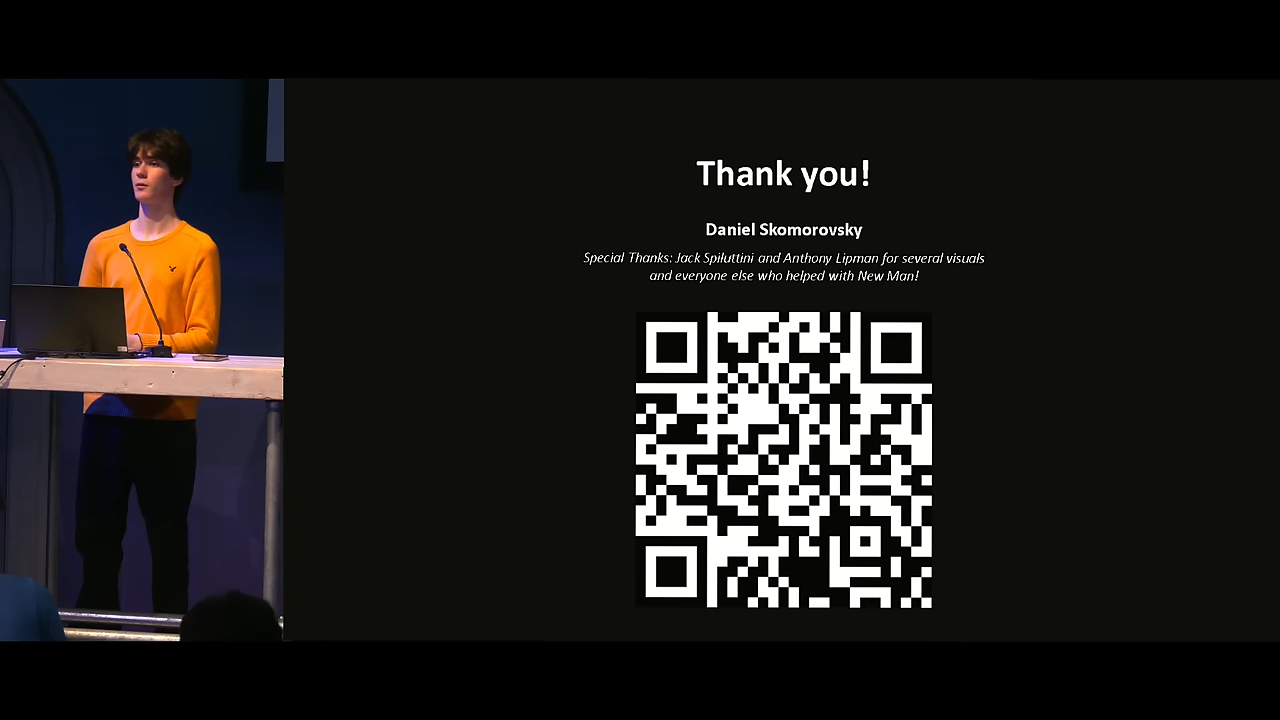 Thank you!
Daniel Skomorovsky
Special Thanks: Jack Spiluttini and Anthony Lipman for several visuals
and everyone else who helped with New Man!